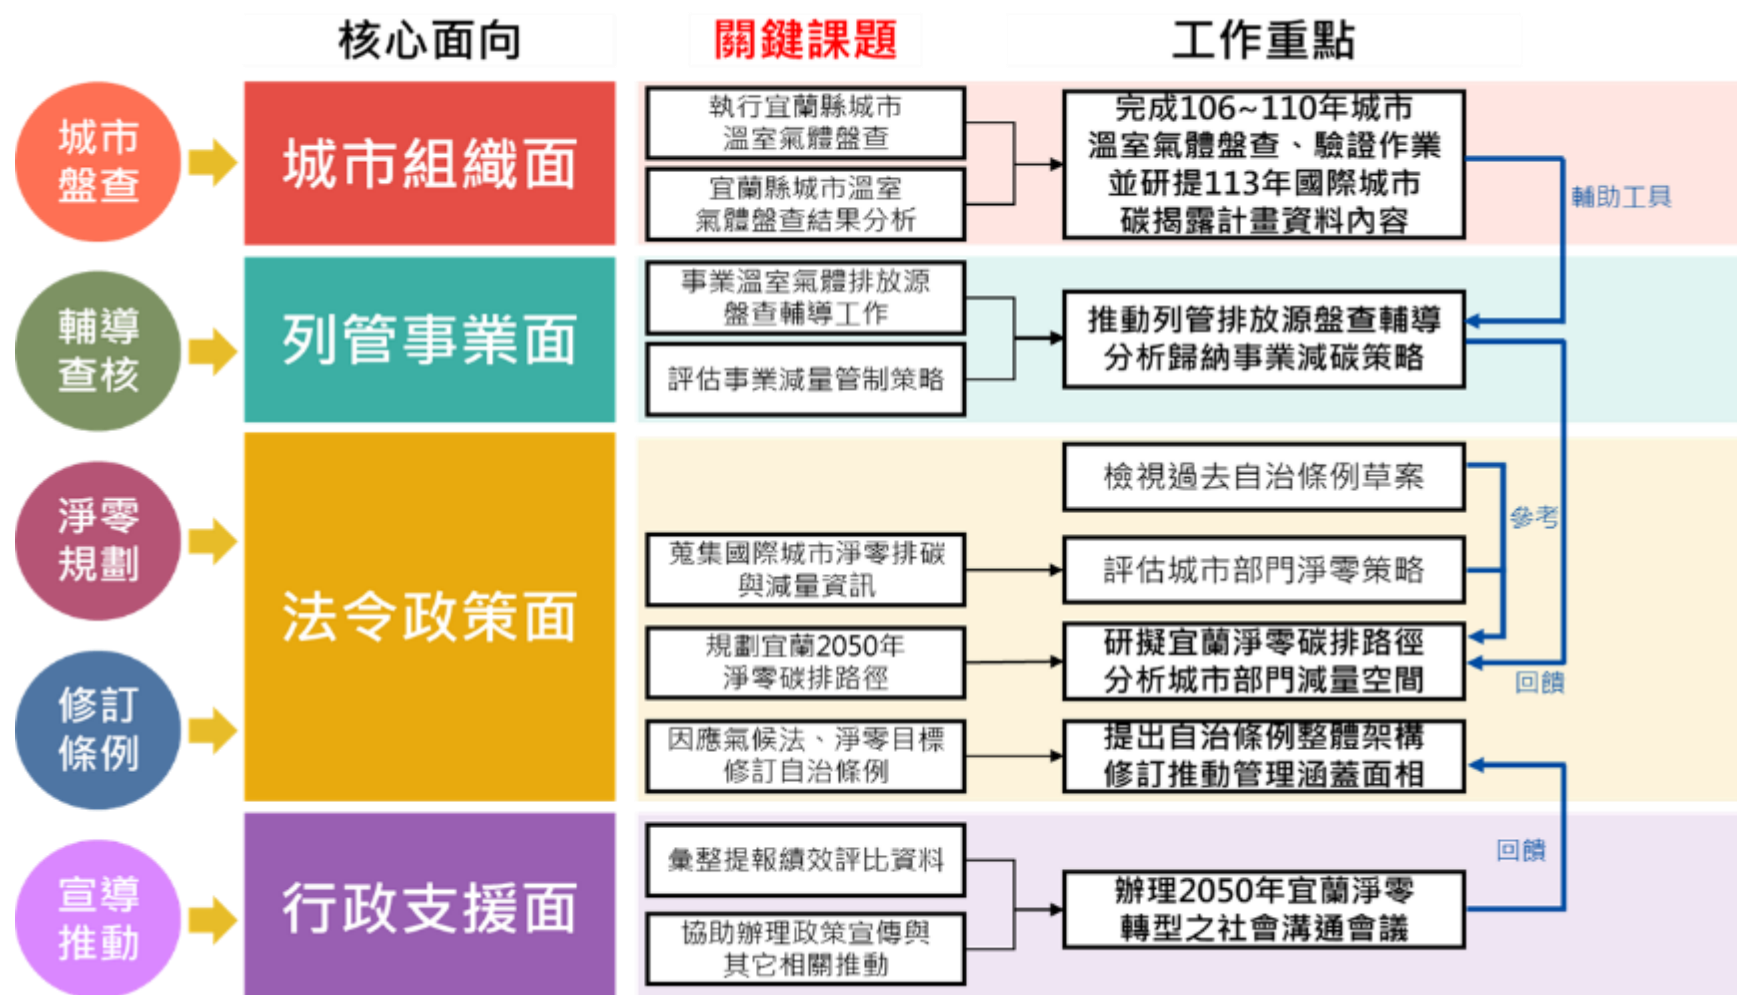 核心面向
關鍵課題
工作重點
城市
盤查
城市組織面
執行宜蘭縣城市
溫室氣體盤查
宜蘭縣城市溫室
氣體盤查結果分析
完成106~110年城市
溫室氣體盤查、驗證作業
並研提113年國際城市
碳揭露計畫資料內容
輔助工具
輔導
查核
列管事業面
事業溫室氣體排放源
盤查輔導工作
評估事業減量管制策略
推動列管排放源盤查輔導
分析歸納事業減碳策略
淨零
規劃
修訂
條例
法令政策面
蒐集國際城市淨零排碳
與減量資訊
規劃宜蘭2050年
淨零碳排路徑
因應氣候法、淨零目標
修訂自治條例
檢視過去自治條例草案
評估城市部門淨零策略
研擬宜蘭淨零碳排路徑
分析城市部門減量空間
提出自治條例整體架構
修訂推動管理涵蓋面相
參考
回饋
宣導
推動
行政支援面
彙整提報績效評比資料
協助辦理政策宣傳與
其它相關推動
辦理2050年宜蘭淨零
轉型之社會溝通會議
回饋